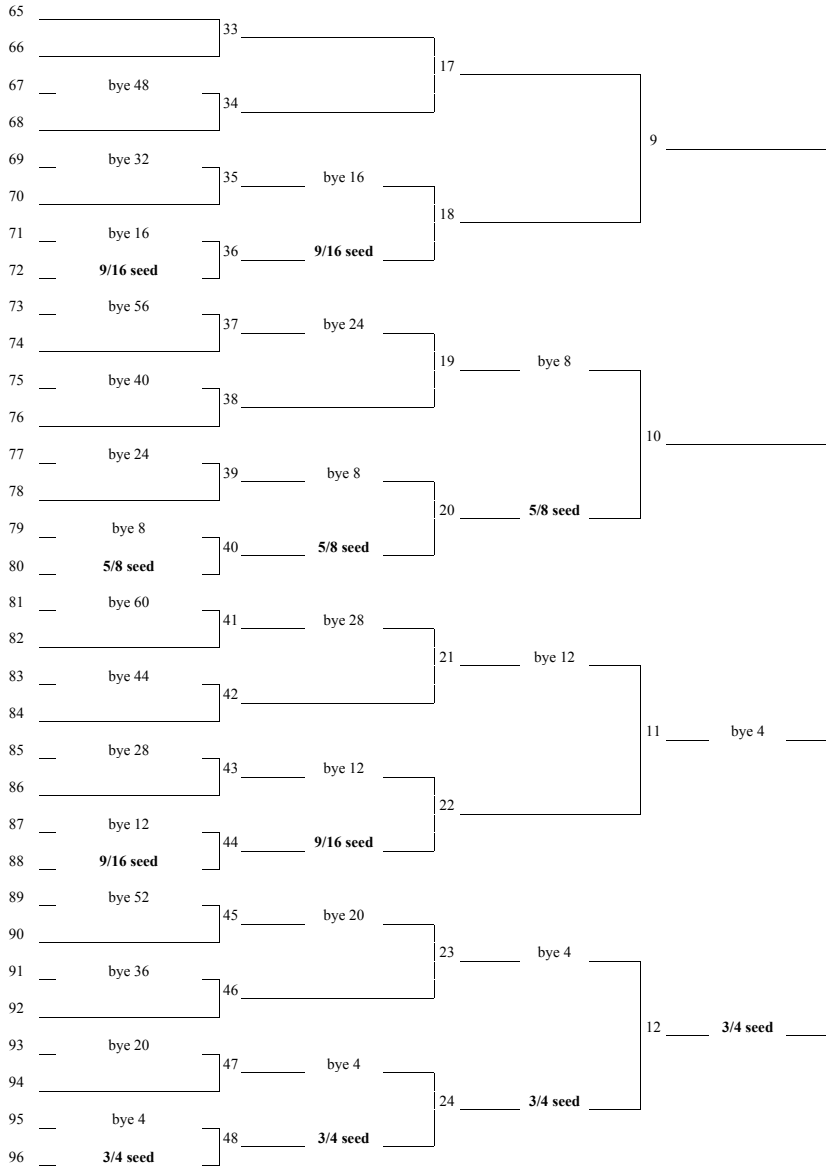 65
33
66
17
67 bye 48
34
68
9
69 bye 32
35 bye 16
70
18
71 bye 16
36 9/16 seed
72 9/16 seed
73 bye 56
37 bye 24
74
19 bye 8
75 bye 40
38
76
10
77 bye 24
39 bye 8
78
20 5/8 seed
79 bye 8
40 5/8 seed
80 5/8 seed
81 bye 60
41 bye 28
82
21 bye 12
83 bye 44
42
84
11 bye 4
85 bye 28
43 bye 12
86
22
87 bye 12
44 9/16 seed
88 9/16 seed
89 bye 52
45 bye 20
90
23 bye 4
91 bye 36
46
92
12 3/4 seed
93 bye 20
47 bye 4
94
24 3/4 seed
95 bye 4
48 3/4 seed
96 3/4 seed